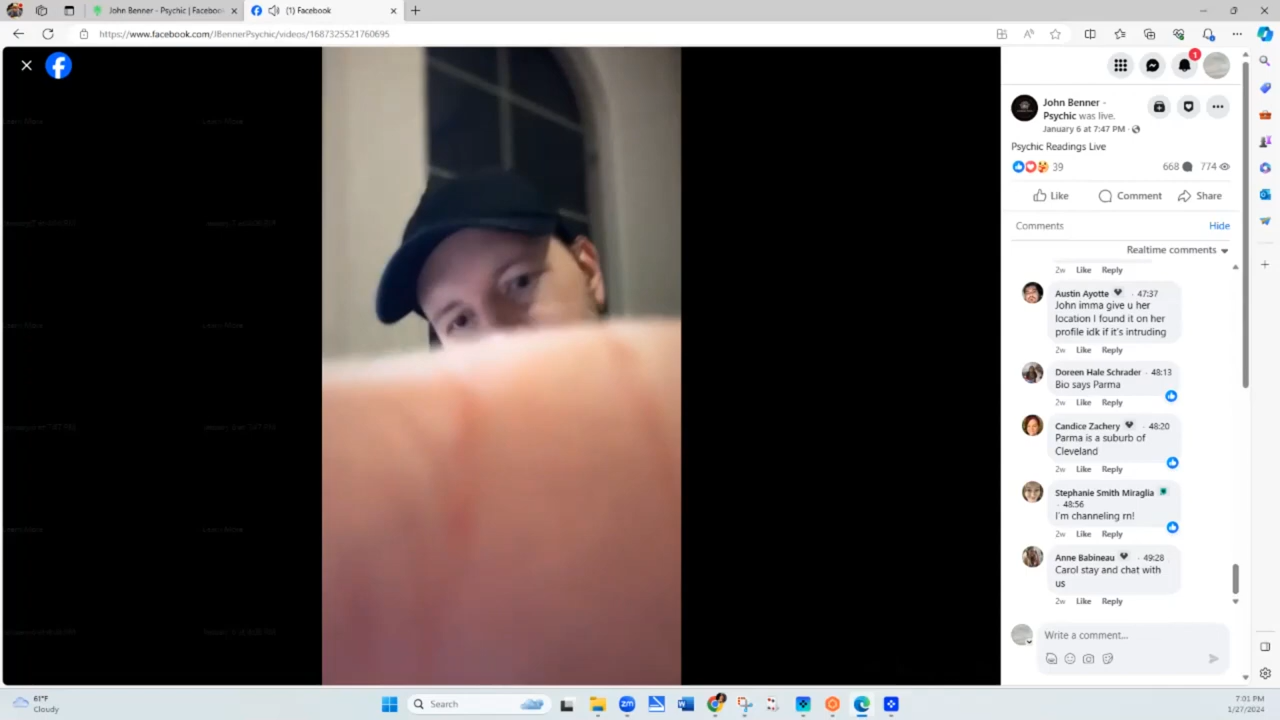 John Benner - Psychic | Facebook
(1) Facebook
https://www.facebook.com/JBennerPsychic/videos/1687325521760695
1
John Benner -
Psychic was live.
January 6 at 7:47 PM ·
Psychic Readings Live
39
668
774
Like
Comment
Share
Comments
Hide
Realtime comments
2w Like Reply
Austin Ayotte · 47:37
John imma give u her
location I found it on her
profile idk if it's intruding
2w Like Reply
Doreen Hale Schrader · 48:13
Bio says Parma
2w Like Reply
Candice Zachery · 48:20
Parma is a suburb of
Cleveland
2w Like Reply
Stephanie Smith Miraglia
· 48:56
I'm channeling rn!
2w Like Reply
Anne Babineau · 49:28
Carol stay and chat with
us
2w Like Reply
Write a comment...
61°F
Cloudy
Search
zm
7:01 PM
1/27/2024